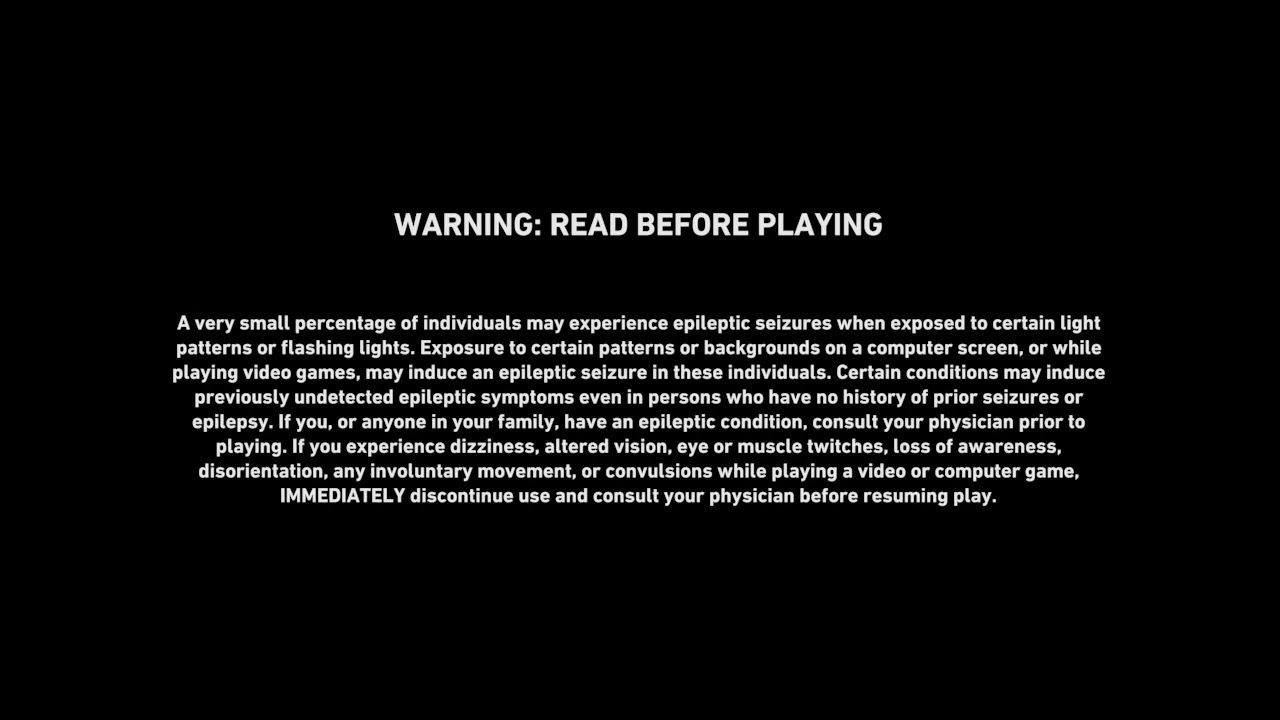 WARNING: READ BEFORE PLAYING
A very small percentage of individuals may experience epileptic seizures when exposed to certain light
patterns or flashing lights. Exposure to certain patterns or backgrounds on a computer screen, or while
playing video games, may induce an epileptic seizure in these individuals. Certain conditions may induce
previously undetected epileptic symptoms even in persons who have no history of prior seizures or
epilepsy. If you, or anyone in your family, have an epileptic condition, consult your physician prior to
playing. If you experience dizziness, altered vision, eye or muscle twitches, loss of awareness,
disorientation, any involuntary movement, or convulsions while playing a video or computer game,
IMMEDIATELY discontinue use and consult your physician before resuming play.